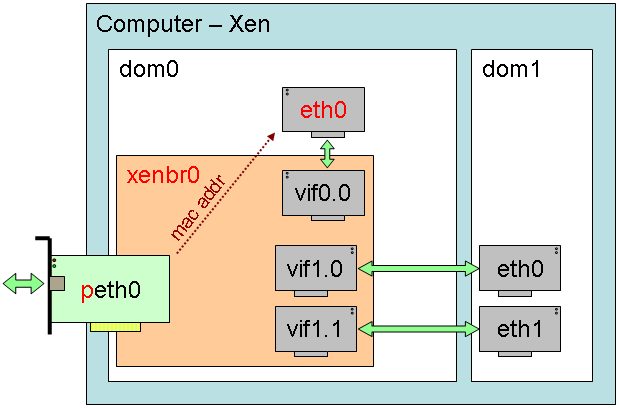 Computer – Xen
dom0
dom1
eth0
xenbr0
mac addr
vif0.0
peth0
vif1.0
eth0
vif1.1
eth1